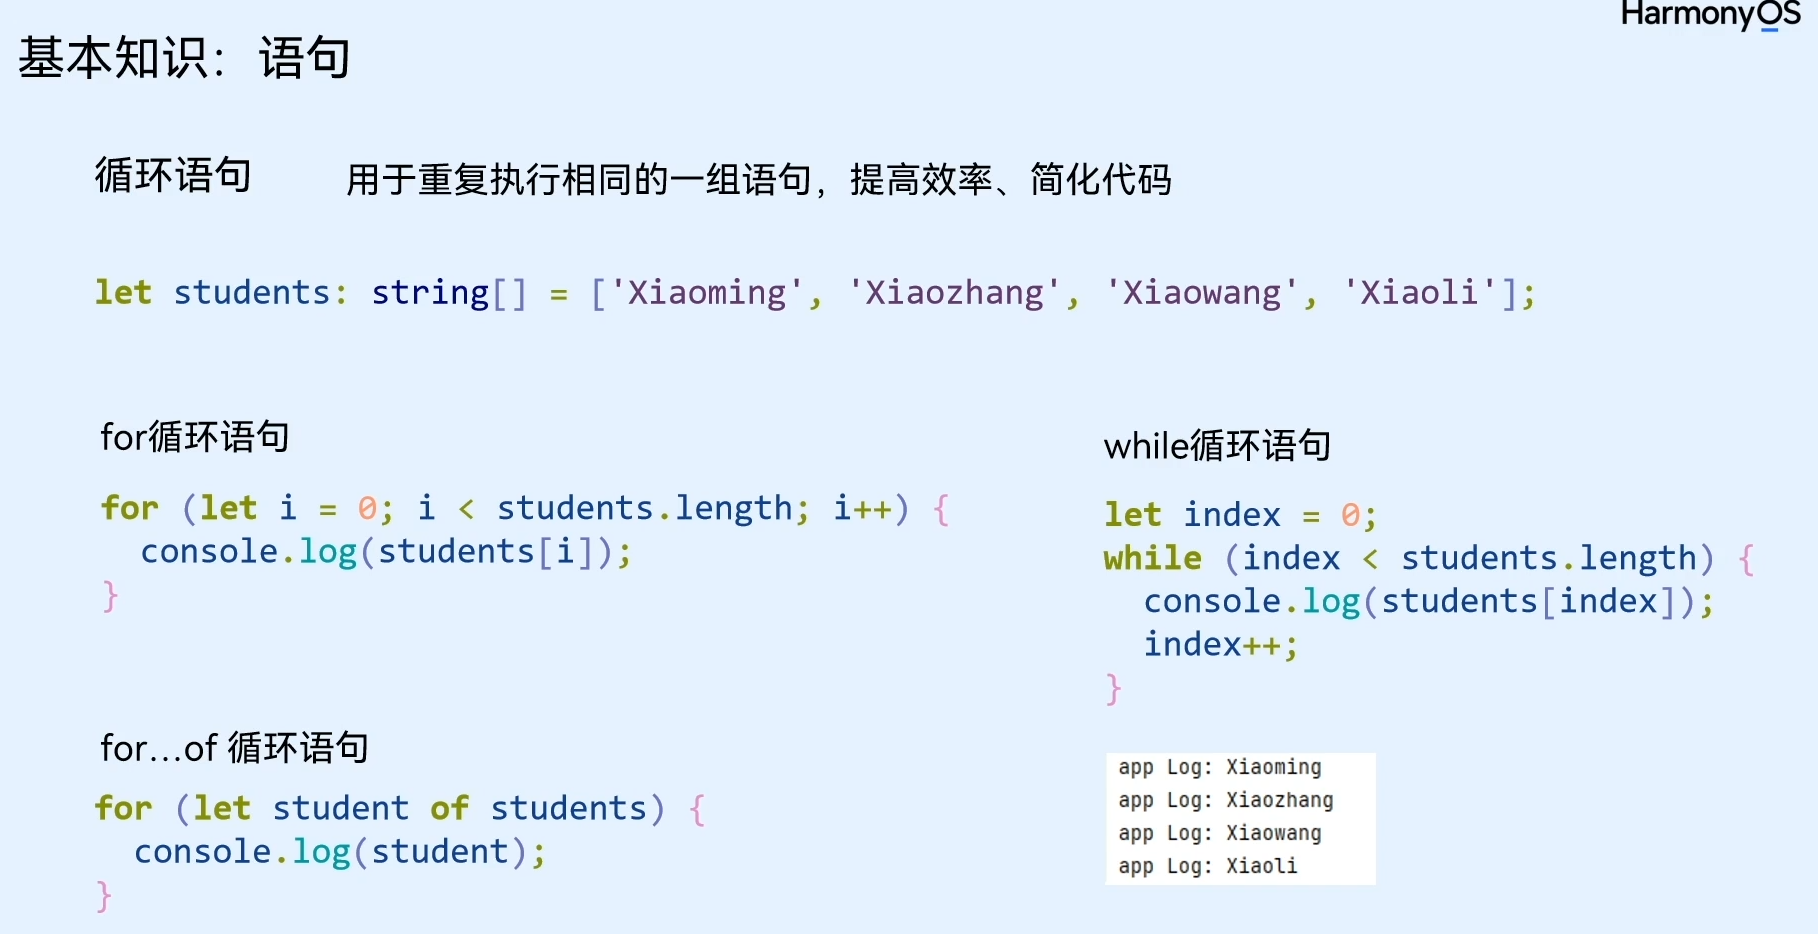 HarmonyOS
基本知识：语句
循环语句 用于重复执行相同的一组语句，提高效率、简化代码
let students: string[] = ['Xiaoming', 'Xiaozhang', 'Xiaowang', 'Xiaoli'];
for循环语句
for (let i = 0; i < students.length; i++) {
  console.log(students[i]);
}
for...of 循环语句
for (let student of students) {
  console.log(student);
}
while循环语句
let index = 0;
while (index < students.length) {
  console.log(students[index]);
  index++;
}
app Log: Xiaoming
app Log: Xiaozhang
app Log: Xiaowang
app Log: Xiaoli